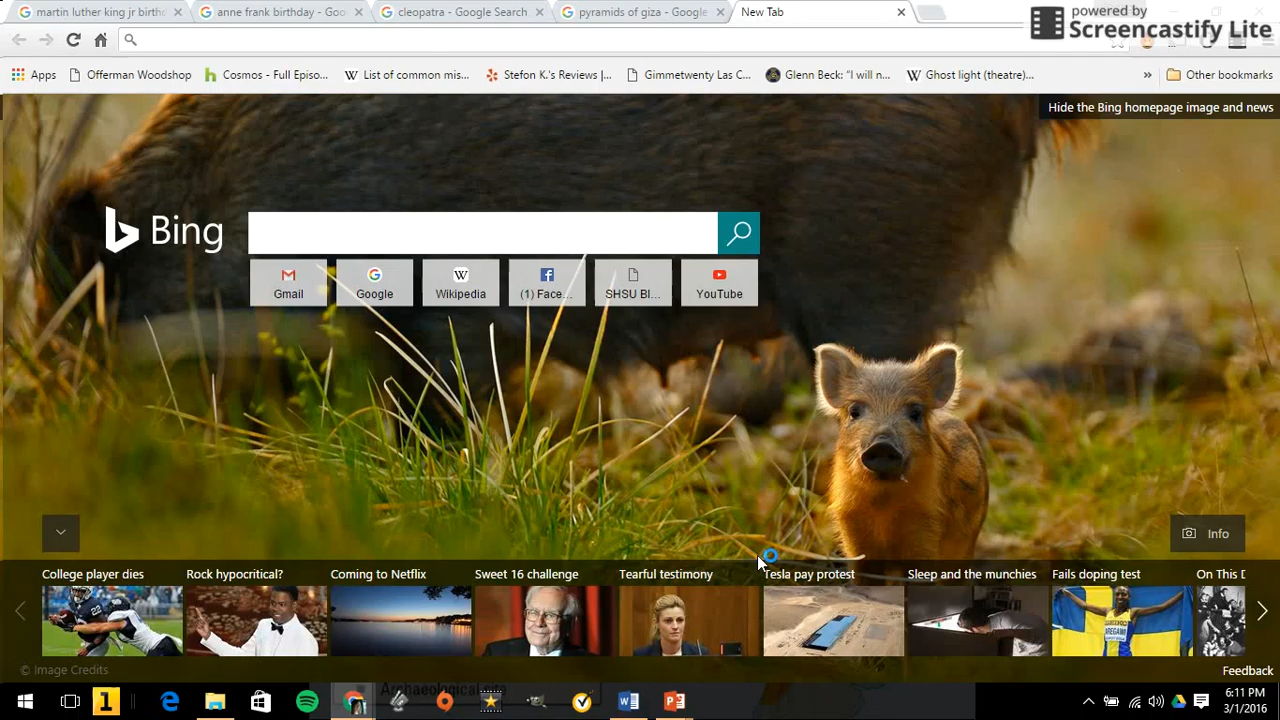 martin luther king jr birth
anne frank birthday - Goo
cleopatra - Google Search
pyramids of giza - Google
New Tab
powered by
Screencastify Lite
Apps
Offerman Woodshop
Cosmos - Full Episo...
List of common mis...
Stefon K.'s Reviews |...
Gimmetwenty Las C...
Glenn Beck: "I will n...
Ghost light (theatre)...
»
Other bookmarks
Hide the Bing homepage image and news
Bing
Gmail
Google
Wikipedia
(1) Face...
SHSU Bl...
YouTube
Info
College player dies
Rock hypocritical?
Coming to Netflix
Sweet 16 challenge
Tearful testimony
Tesla pay protest
Sleep and the munchies
Fails doping test
On This D
AREGAWI
© Image Credits
Feedback
Archaeological site
6:11 PM
3/1/2016